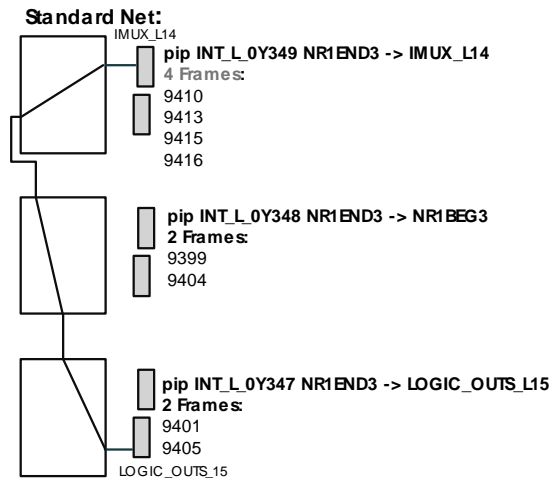 Standard Net:
IMUX_L14
pip INT_L_0Y349 NR1END3 -> IMUX_L14
4 Frames:
9410
9413
9415
9416
pip INT_L_0Y348 NR1END3 -> NR1BEG3
2 Frames:
9399
9404
pip INT_L_0Y347 NR1END3 -> LOGIC_OUTS_L15
2 Frames:
9401
9405
LOGIC_OUTS_15